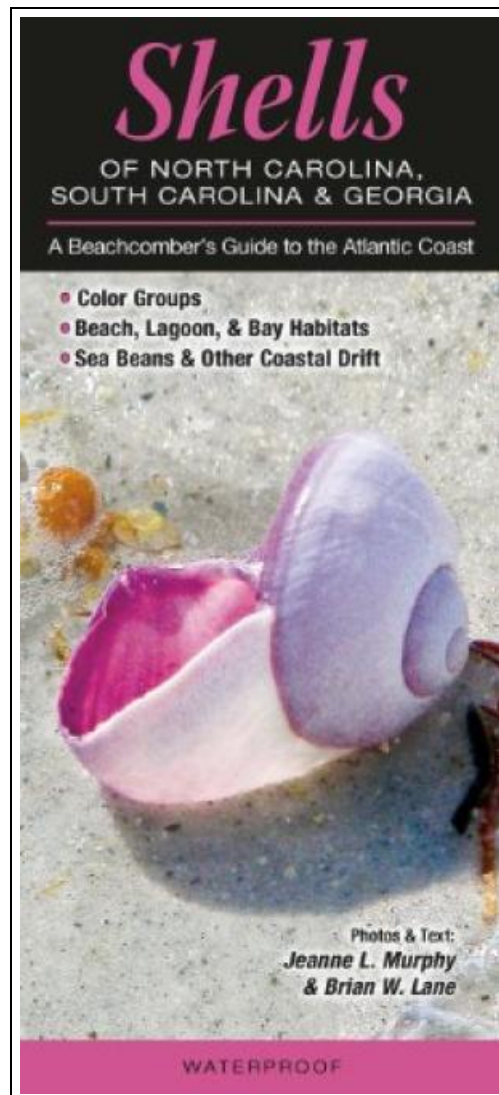 Shells
OF NORTH CAROLINA,
SOUTH CAROLINA & GEORGIA
A Beachcomber's Guide to the Atlantic Coast
• Color Groups
• Beach, Lagoon, & Bay Habitats
• Sea Beans & Other Coastal Drift
Photos & Text:
Jeanne L. Murphy
& Brian W. Lane
WATERPROOF